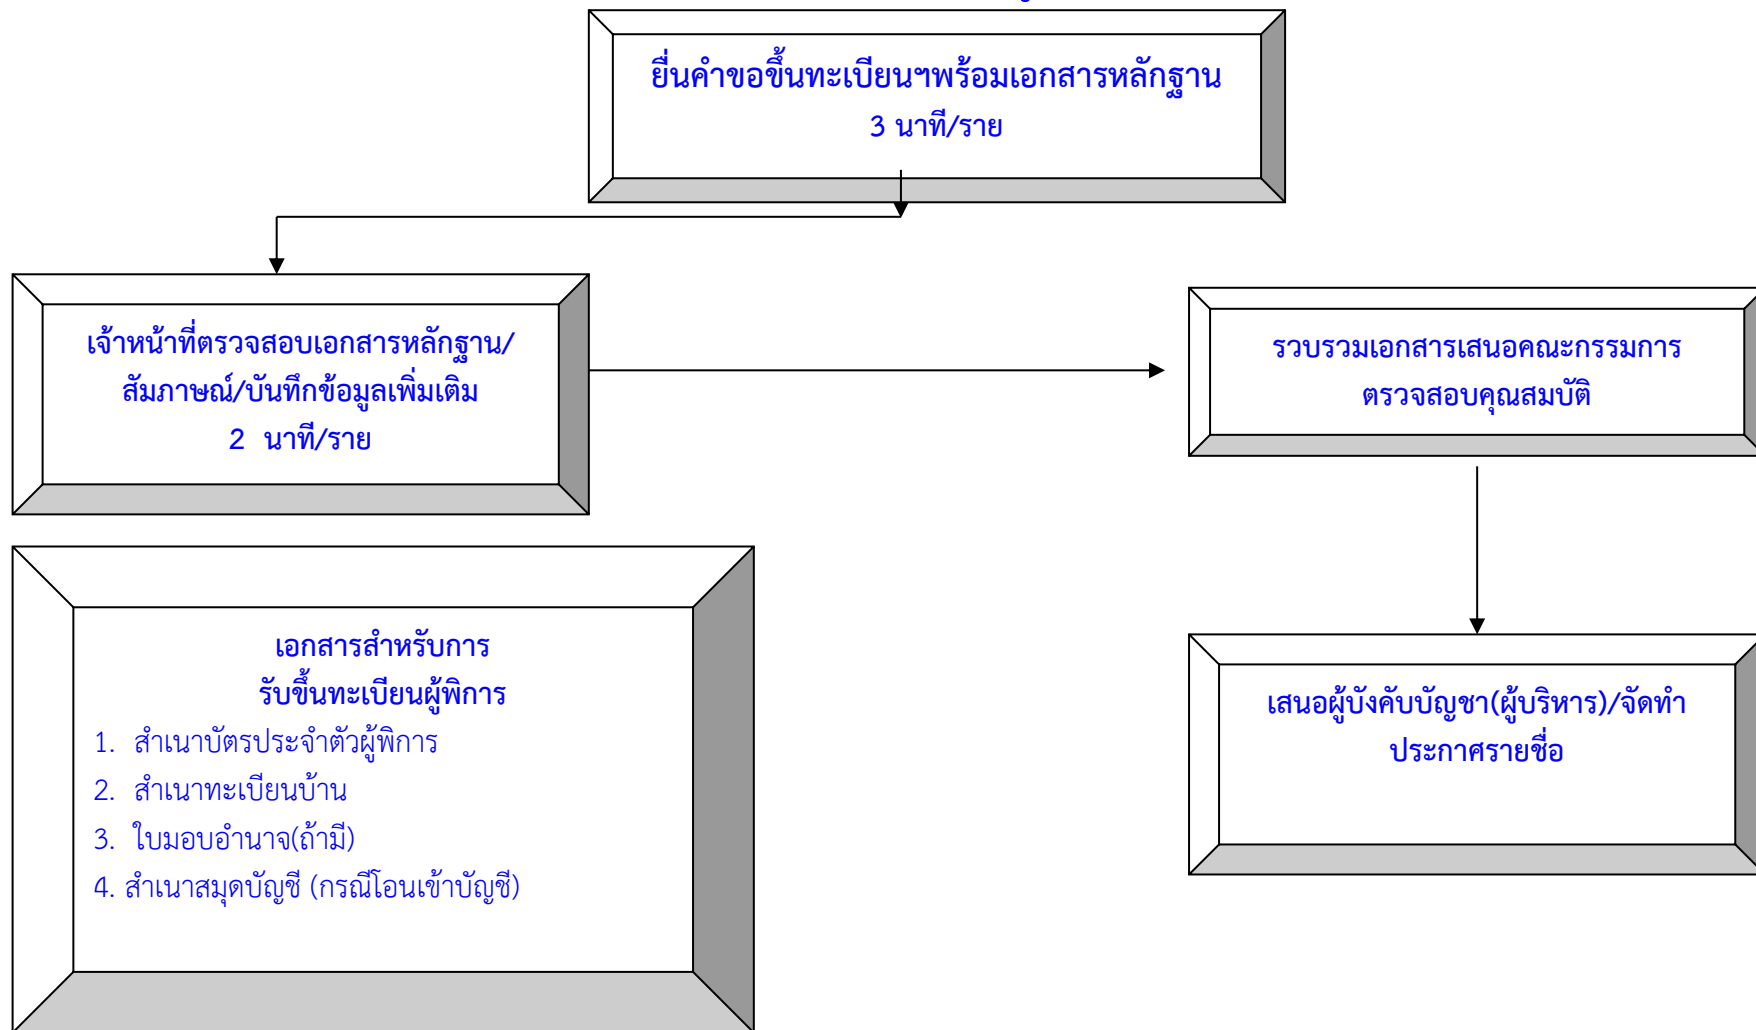 ยื่นคำขอขึ้นทะเบียนฯพร้อมเอกสารหลักฐาน
3 นาที/ราย
เจ้าหน้าที่ตรวจสอบเอกสารหลักฐาน/
สัมภาษณ์/บันทึกข้อมูลเพิ่มเติม
2 นาที/ราย
รวบรวมเอกสารเสนอคณะกรรมการ
ตรวจสอบคุณสมบัติ
เอกสารสำหรับการ
รับขึ้นทะเบียนผู้พิการ
1. สำเนาบัตรประจำตัวผู้พิการ
2. สำเนาทะเบียนบ้าน
3. ใบมอบอำนาจ(ถ้ามี)
4. สำเนาสมุดบัญชี (กรณีโอนเข้าบัญชี)
เสนอผู้บังคับบัญชา(ผู้บริหาร)/จัดทำ
ประกาศรายชื่อ